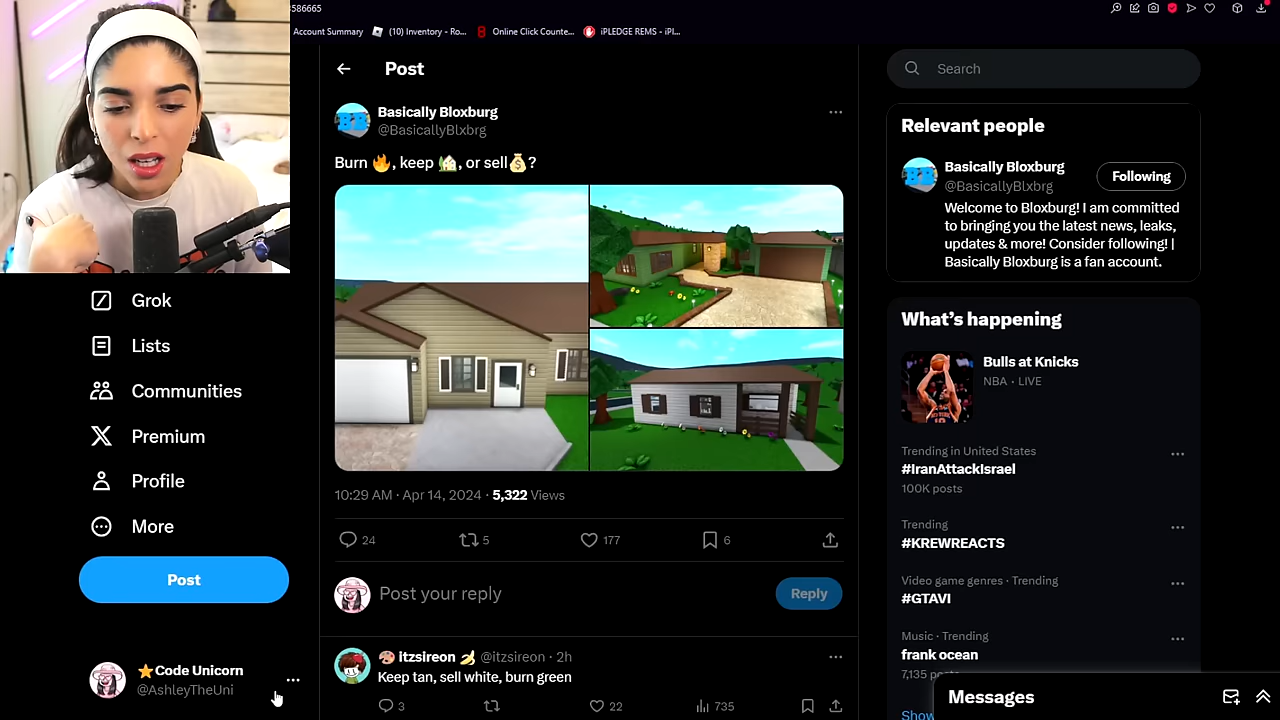 586665
Account Summary
(10) Inventory - Ro...
Online Click Counte...
iPLEDGE REMS - iPl...
Post
Basically Bloxburg
@BasicallyBlxbrg
Burn 🔥, keep 🏡, or sell💰?
10:29 AM · Apr 14, 2024 · 5,322 Views
24
5
177
6
Post your reply
Reply
🎨 itzsireon 🍌 @itzsireon · 2h
Keep tan, sell white, burn green
3
22
735
Grok
Lists
Communities
Premium
Profile
More
Post
⭐Code Unicorn
@AshleyTheUni
Search
Relevant people
BB
Basically Bloxburg
@BasicallyBlxbrg
Following
Welcome to Bloxburg! I am committed
to bringing you the latest news, leaks,
updates & more! Consider following! |
Basically Bloxburg is a fan account.
What's happening
Bulls at Knicks
NBA · LIVE
Trending in United States
#IranAttackIsrael
100K posts
Trending
#KREWREACTS
Video game genres · Trending
#GTAVI
Music · Trending
frank ocean
7,135 po
Show
Messages